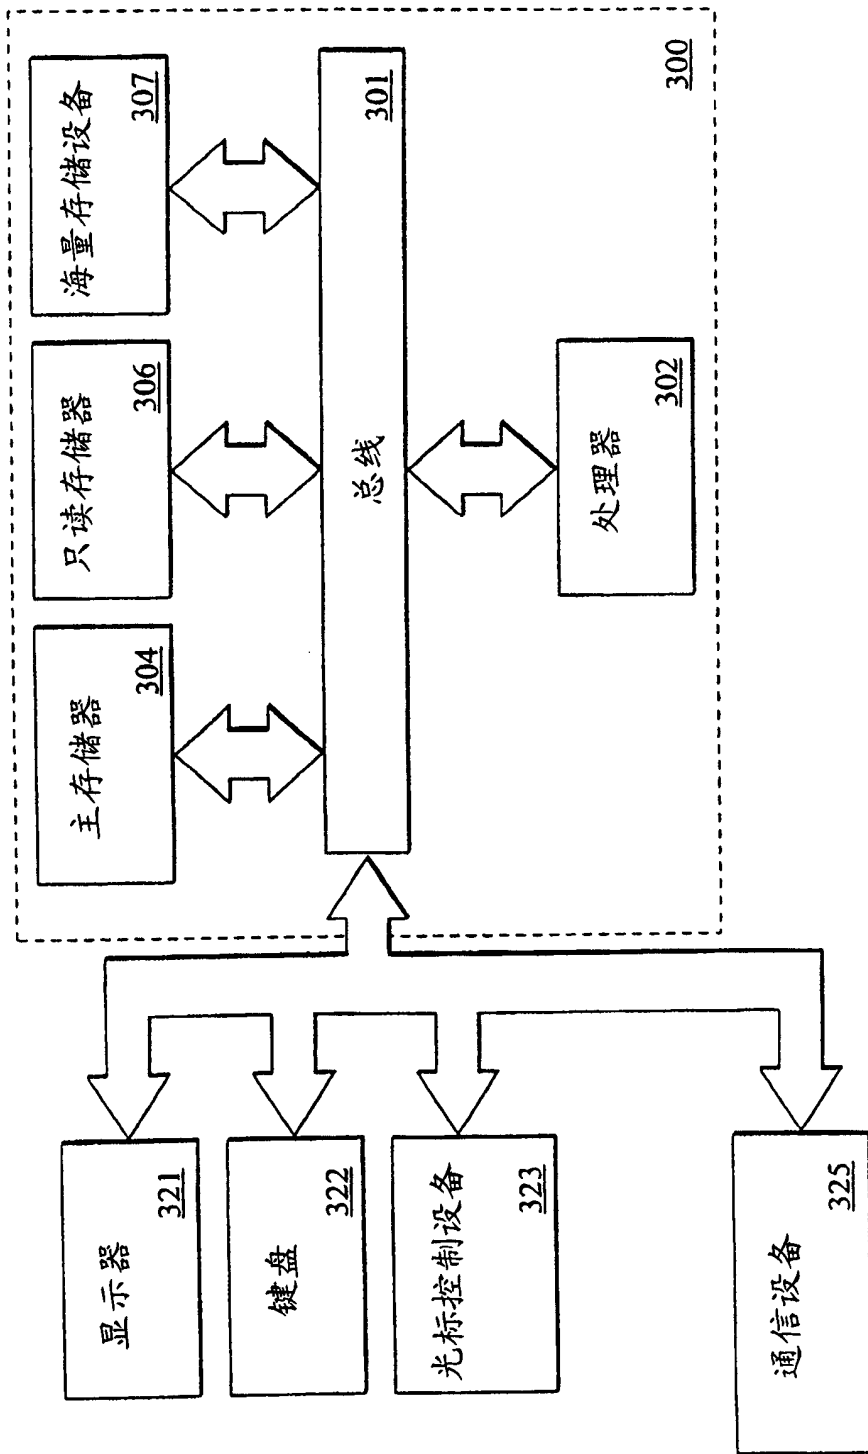 显示器
321
键盘
322
光标控制设备
323
通信设备
325
主存储器
304
只读存储器
306
海量存储设备
307
总线
301
处理器
302
300